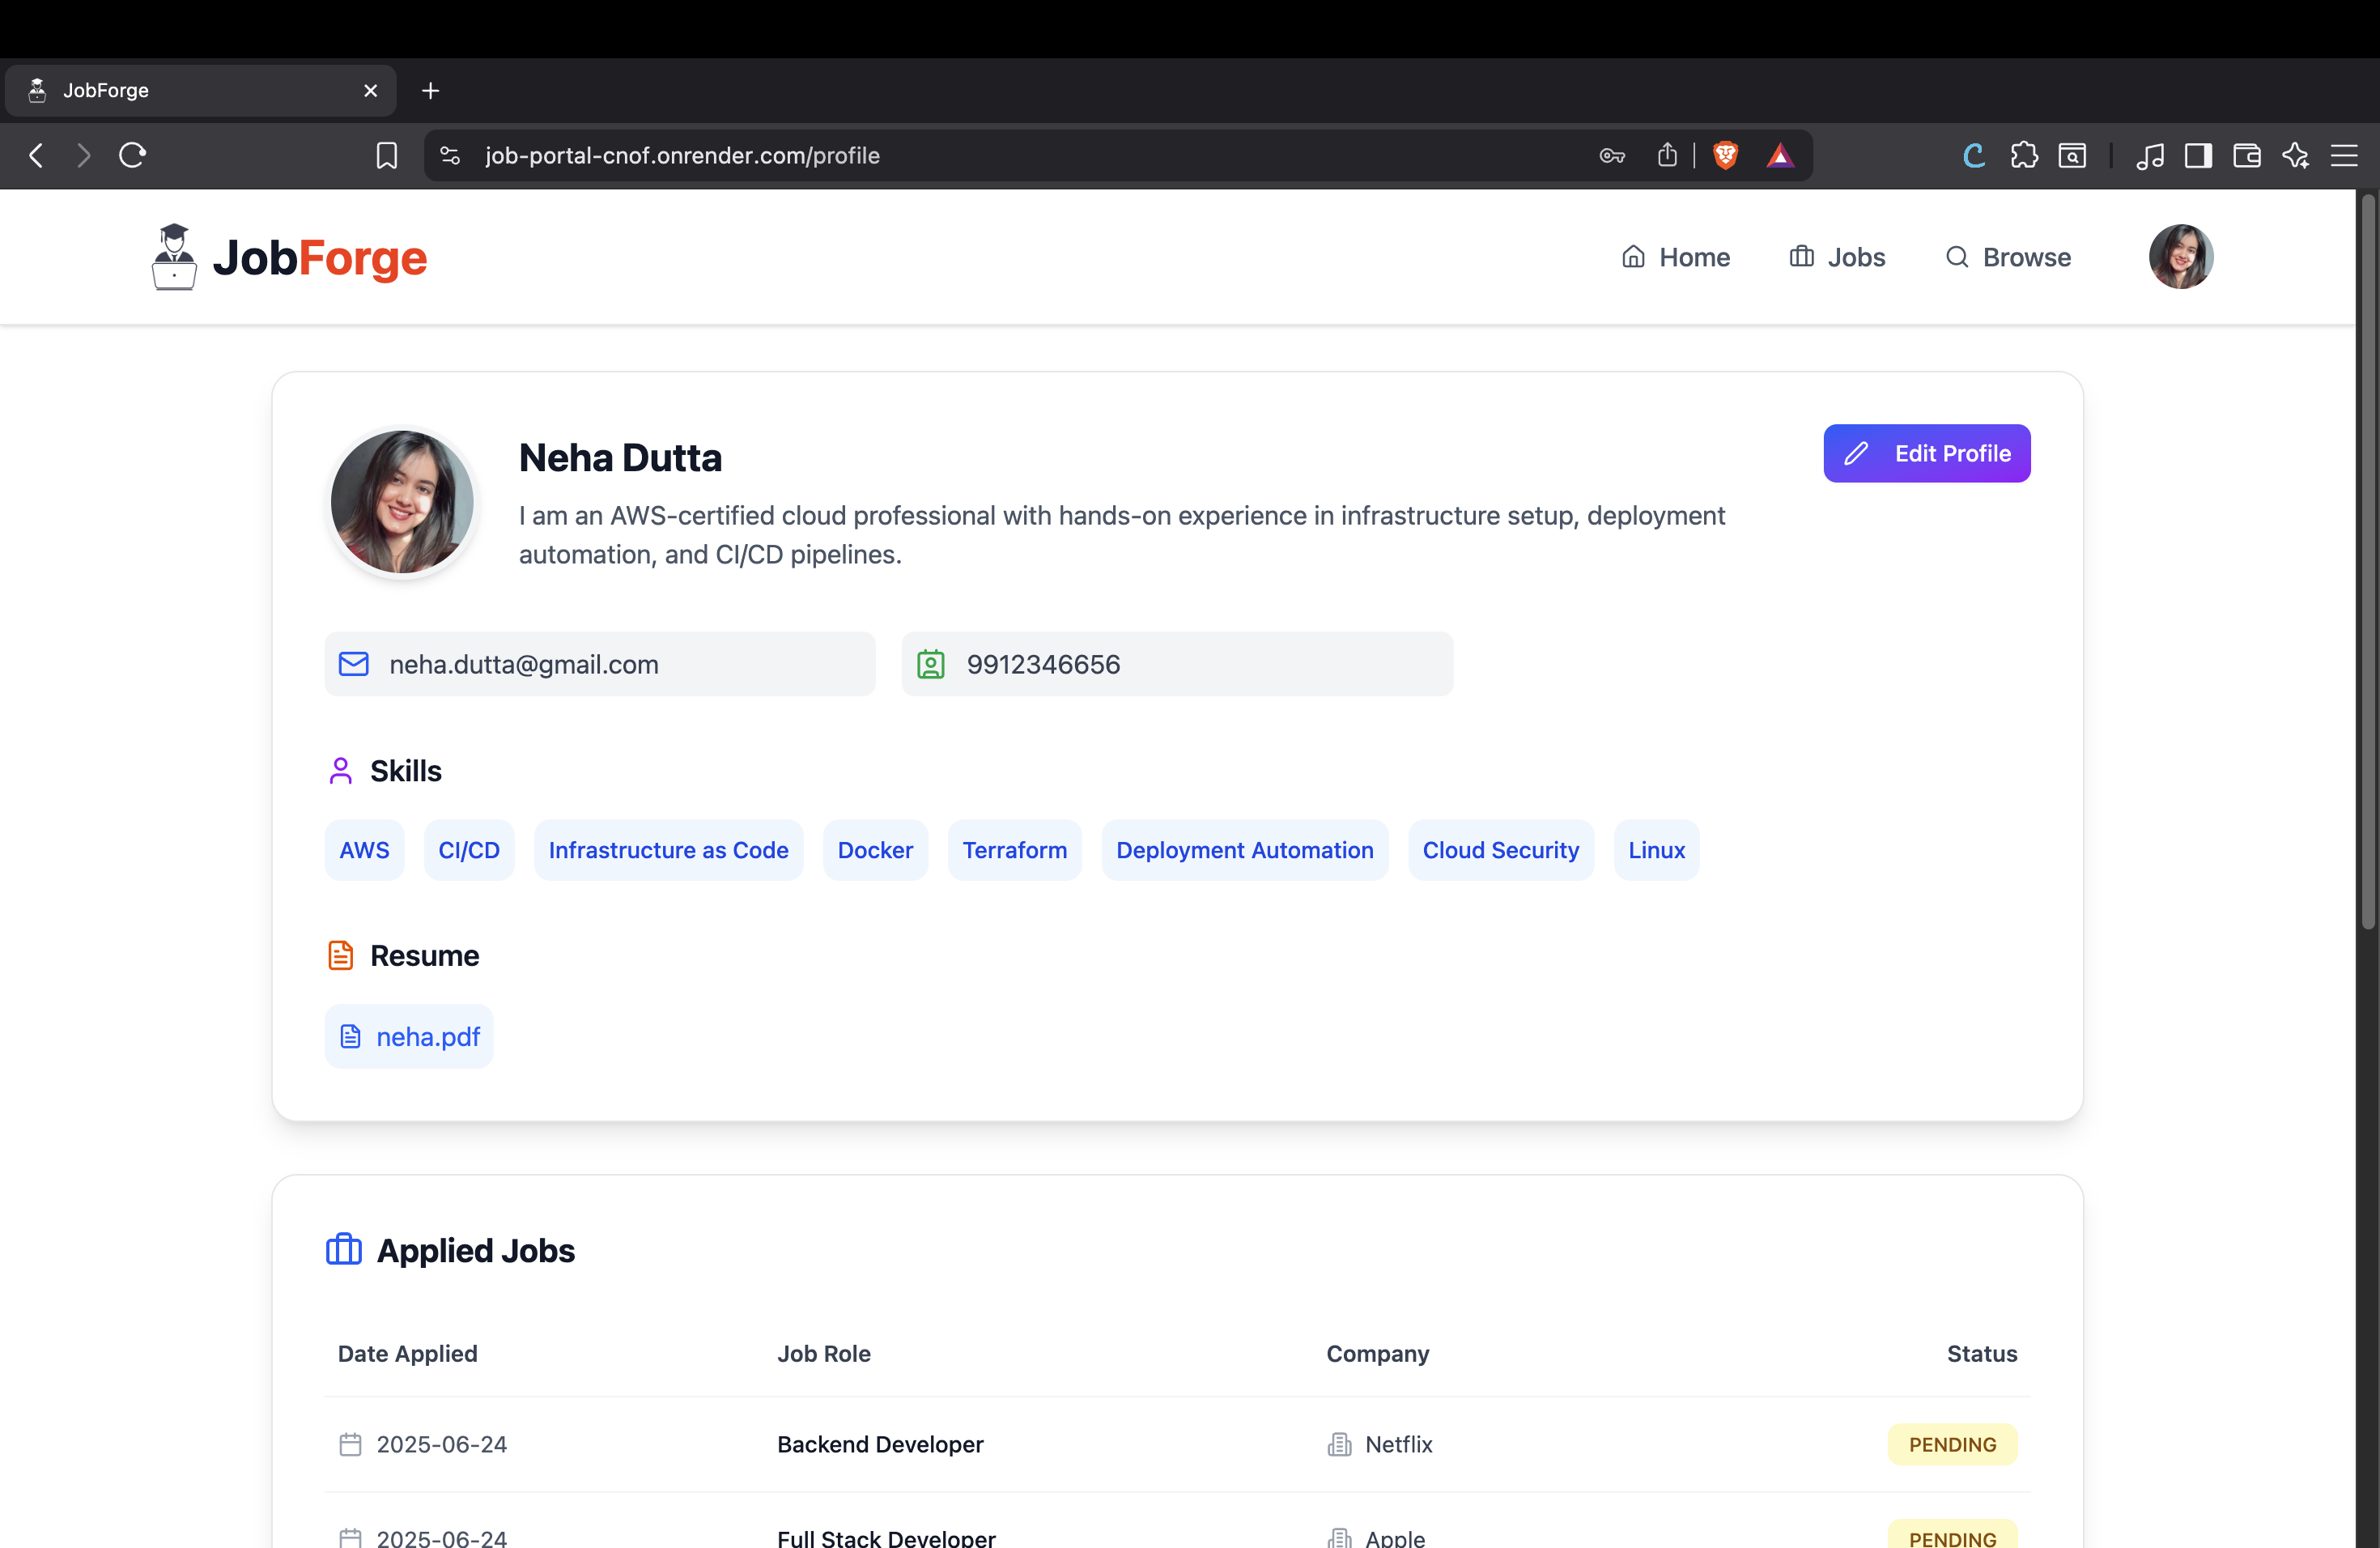 JobForge
job-portal-cnof.onrender.com/profile
JobForge
Home Jobs Browse
Neha Dutta
Edit Profile
I am an AWS-certified cloud professional with hands-on experience in infrastructure setup, deployment
automation, and CI/CD pipelines.
neha.dutta@gmail.com 9912346656
Skills
AWS CI/CD Infrastructure as Code Docker Terraform Deployment Automation Cloud Security Linux
Resume
neha.pdf
Applied Jobs
Date Applied Job Role Company Status
2025-06-24 Backend Developer Netflix PENDING
2025-06-24 Full Stack Developer Apple PENDING